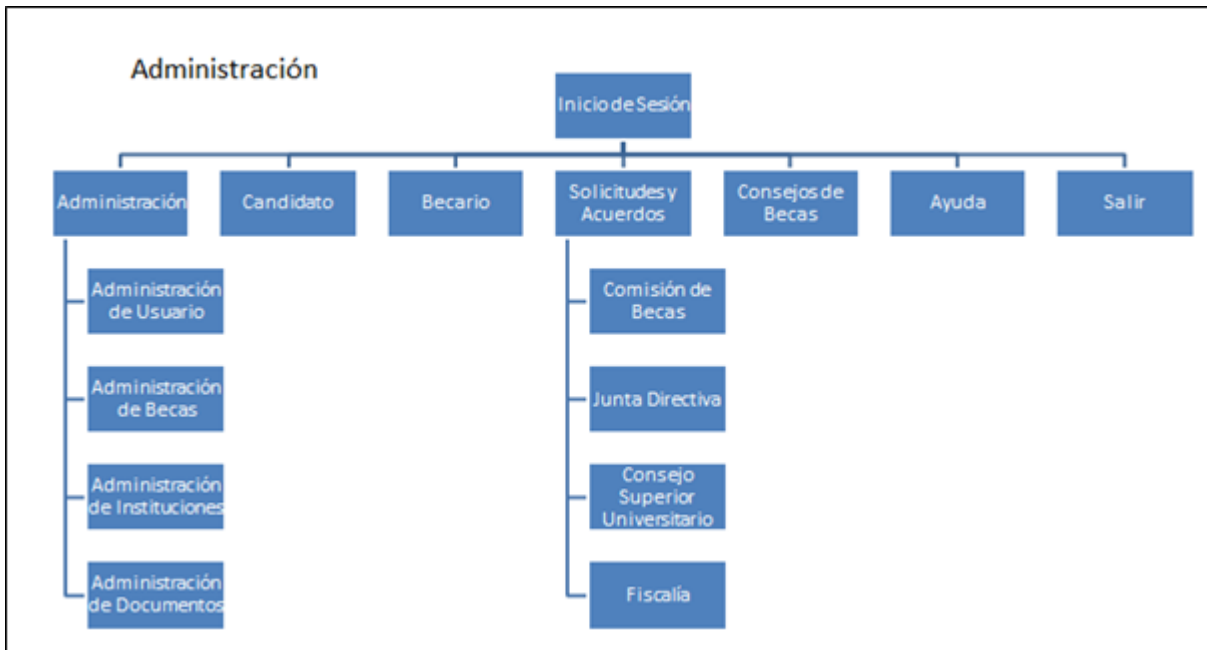 Administración
Inicio de Sesión
Administración
Candidato
Becario
Solicitudes y
Acuerdos
Consejos de
Becas
Ayuda
Salir
Administración
de Usuario
Administración
de Becas
Administración
de Instituciones
Administración
de Documentos
Comisión de
Becas
Junta Directiva
Consejo
Superior
Universitario
Fiscalía